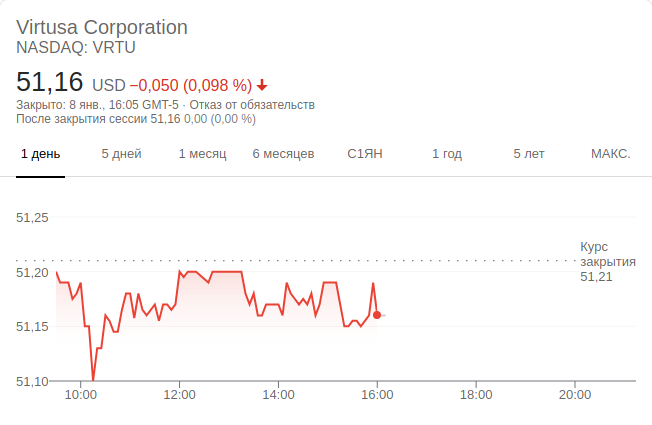 Virtusa Corporation
NASDAQ: VRTU
51,16 USD −0,050 (0,098 %)
Закрыто: 8 янв., 16:05 GMT-5 · Отказ от обязательств
После закрытия сессии 51,16 0,00 (0,00 %)
1 день 5 дней 1 месяц 6 месяцев С1ЯН 1 год 5 лет МАКС.
51,25
Курс
закрытия
51,21
51,20
51,15
51,10
10:00 12:00 14:00 16:00 18:00 20:00